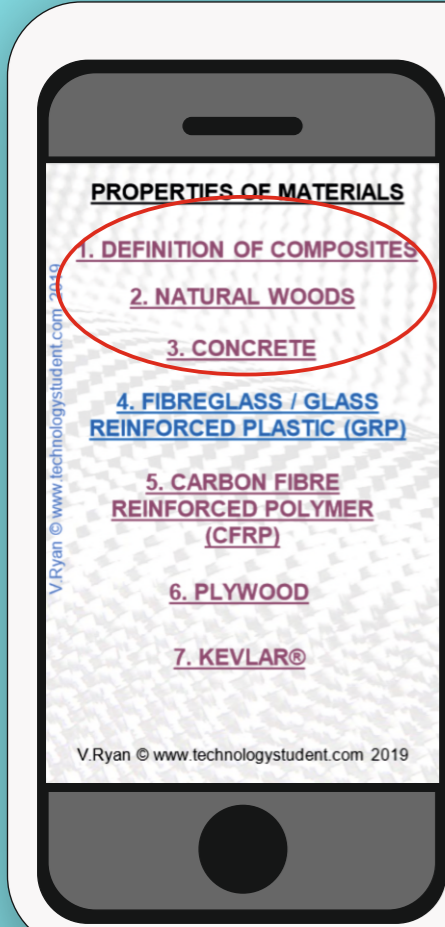 PROPERTIES OF MATERIALS
1. DEFINITION OF COMPOSITES
2. NATURAL WOODS
3. CONCRETE
4. FIBREGLASS / GLASS
REINFORCED PLASTIC (GRP)
5. CARBON FIBRE
REINFORCED POLYMER
(CFRP)
6. PLYWOOD
7. KEVLAR®
V.Ryan © www.technologystudent.com 2019
V.Ryan © www.technologystudent.com 2019